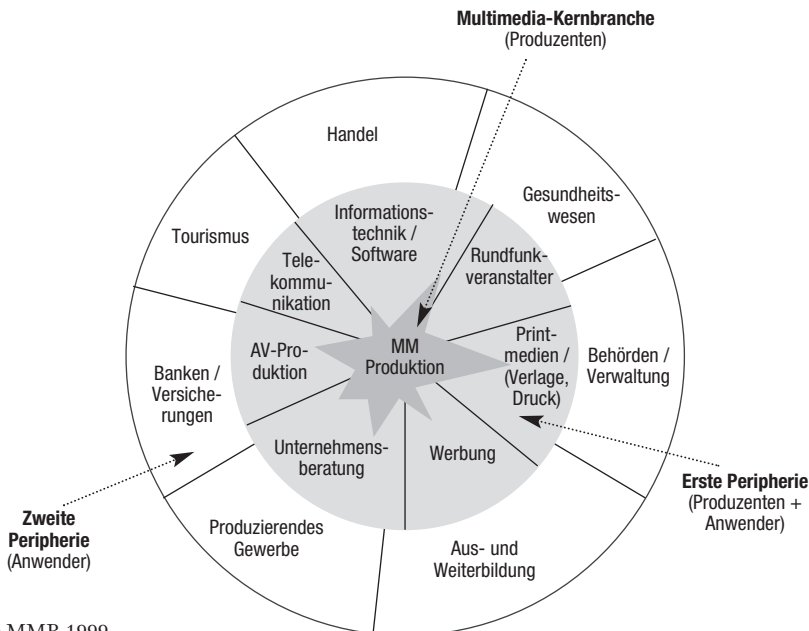 Multimedia-Kernbranche
(Produzenten)
Handel
Gesundheits-
wesen
Tourismus
Informations-
technik /
Software
Rundfunk-
veranstalter
Tele-
kommu-
nikation
AV-Pro-
duktion
MM
Produktion
Print-
medien /
(Verlage,
Druck)
Behörden /
Verwaltung
Banken /
Versiche-
rungen
Unternehmens-
beratung
Werbung
Erste Peripherie
(Produzenten +
Anwender)
Zweite
Peripherie
(Anwender)
Produzierendes
Gewerbe
Aus- und
Weiterbildung
MMB 1999